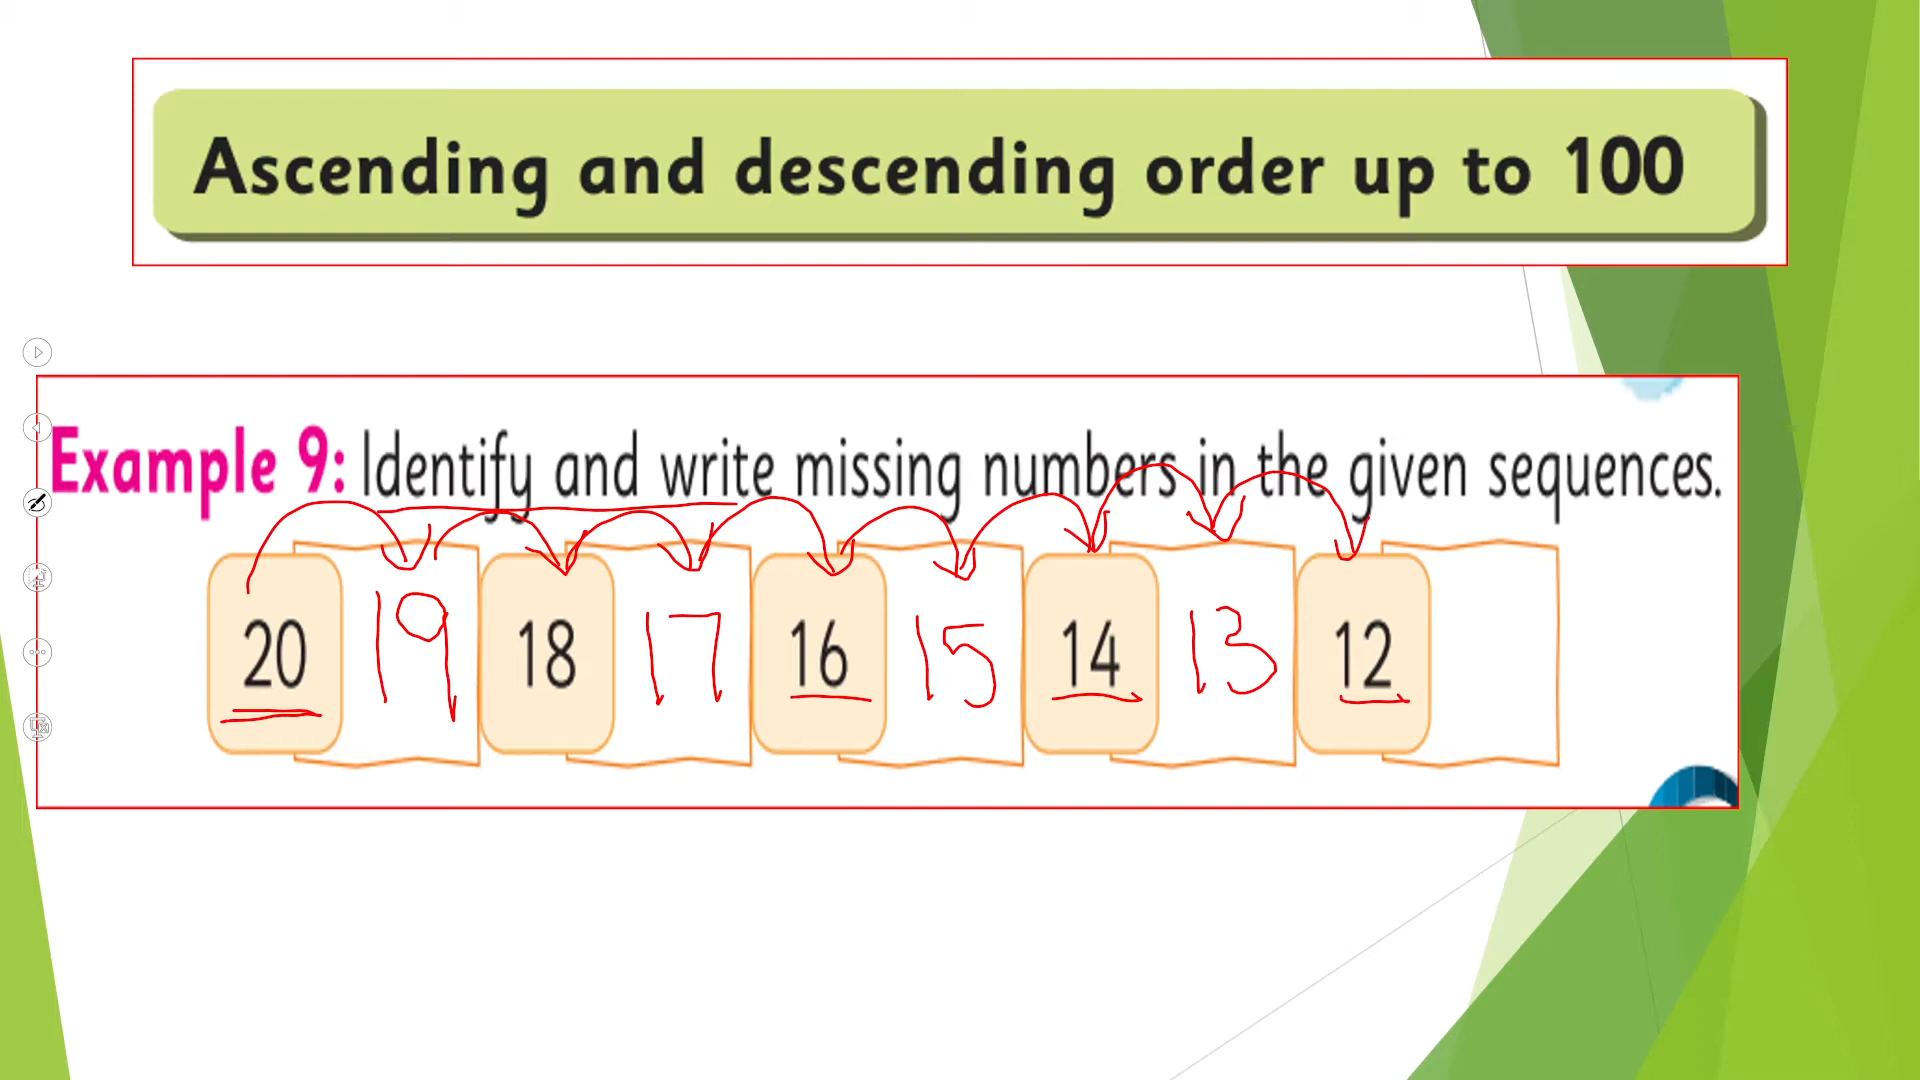 Ascending and descending order up to 100
Example 9: Identify and write missing numbers in the given sequences.
20 19 18 17 16 15 14 13 12